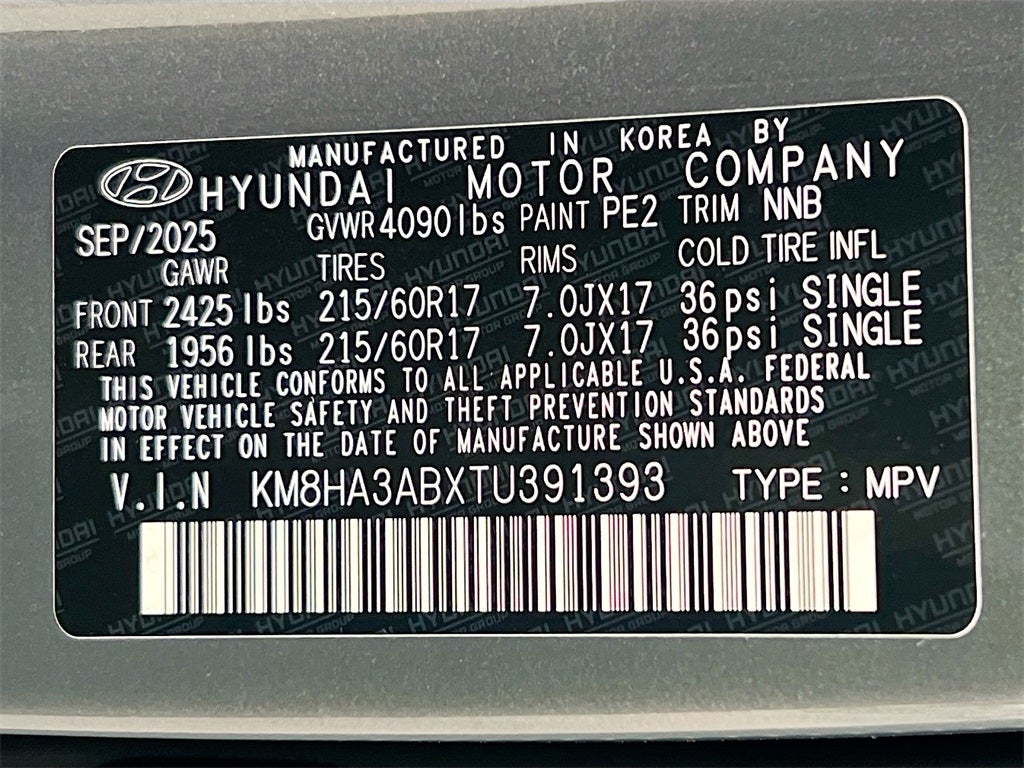 MANUFACTURED IN KOREA BY
HYUNDAI MOTOR COMPANY
SEP/2025 GVWR 4090 lbs PAINT PE2 TRIM NNB
GAWR TIRES RIMS COLD TIRE INFL
FRONT 2425 lbs 215/60R17 7.0JX17 36psi SINGLE
REAR 1956 lbs 215/60R17 7.0JX17 36psi SINGLE
THIS VEHICLE CONFORMS TO ALL APPLICABLE U.S.A. FEDERAL
MOTOR VEHICLE SAFETY AND THEFT PREVENTION STANDARDS
IN EFFECT ON THE DATE OF MANUFACTURE SHOWN ABOVE
V.I.N KM8HA3ABXTU391393 TYPE : MPV